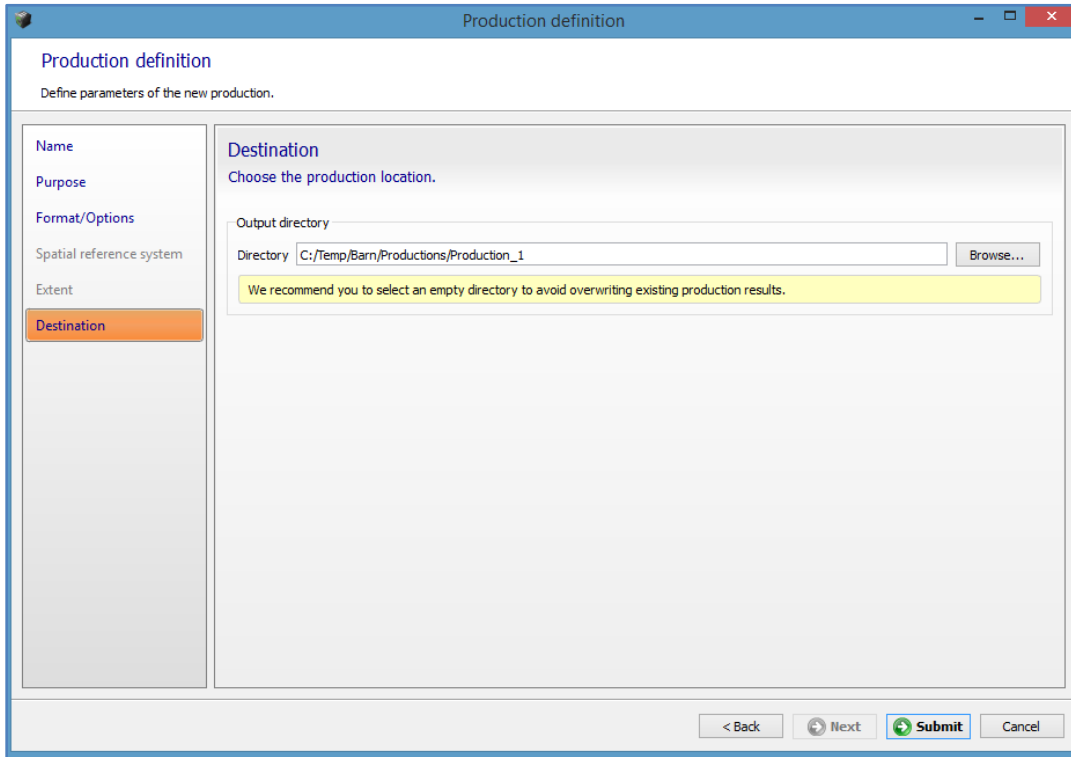 Production definition
Production definition
Define parameters of the new production.
Name
Purpose
Format/Options
Spatial reference system
Extent
Destination
Destination
Choose the production location.
Output directory
Directory C:/Temp/Barn/Productions/Production_1 Browse...
We recommend you to select an empty directory to avoid overwriting existing production results.
< Back Next Submit Cancel